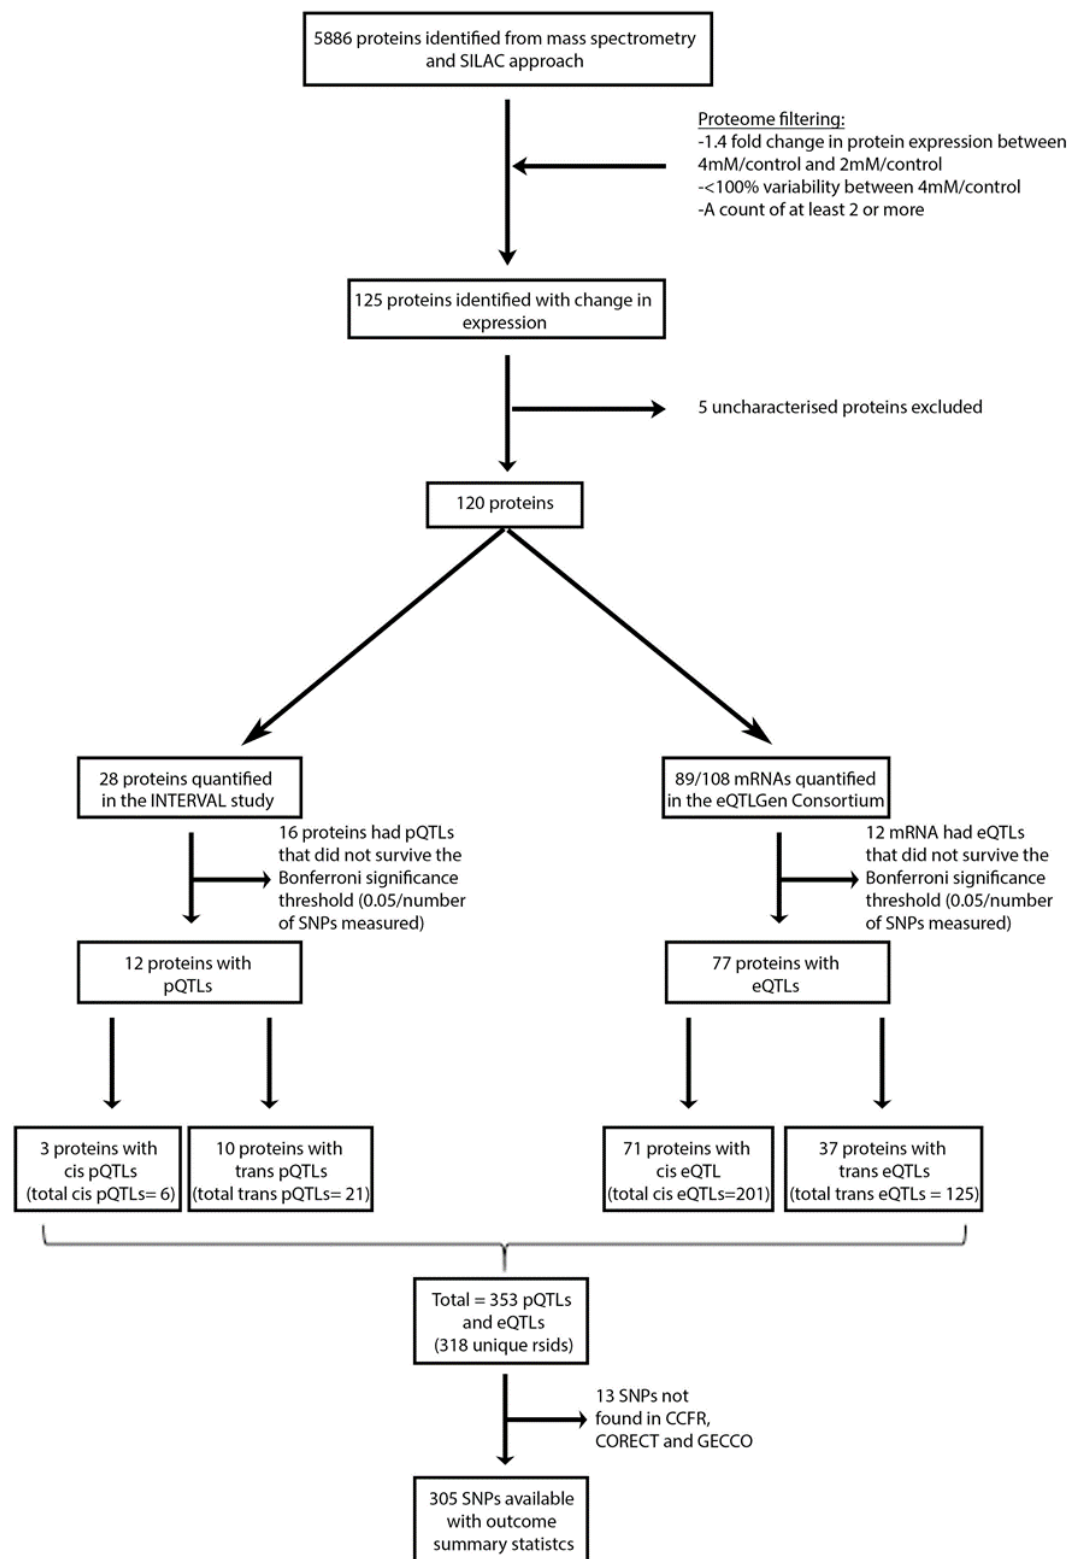 5886 proteins identified from mass spectrometry
and SILAC approach
Proteome filtering:
-1.4 fold change in protein expression between
4mM/control and 2mM/control
-<100% variability between 4mM/control
-A count of at least 2 or more
125 proteins identified with change in
expression
5 uncharacterised proteins excluded
120 proteins
28 proteins quantified
in the INTERVAL study
16 proteins had pQTLs
that did not survive the
Bonferroni significance
threshold (0.05/number
of SNPs measured)
12 proteins with
pQTLs
3 proteins with
cis pQTLs
(total cis pQTLs= 6)
10 proteins with
trans pQTLs
(total trans pQTLs= 21)
89/108 mRNAs quantified
in the eQTLGen Consortium
12 mRNA had eQTLs
that did not survive the
Bonferroni significance
threshold (0.05/number
of SNPs measured)
77 proteins with
eQTLs
71 proteins with
cis eQTL
(total cis eQTLs=201)
37 proteins with
trans eQTLs
(total trans eQTLs = 125)
Total = 353 pQTLs
and eQTLs
(318 unique rsids)
13 SNPs not
found in CCFR,
CORECT and GECCO
305 SNPs available
with outcome
summary statistcs